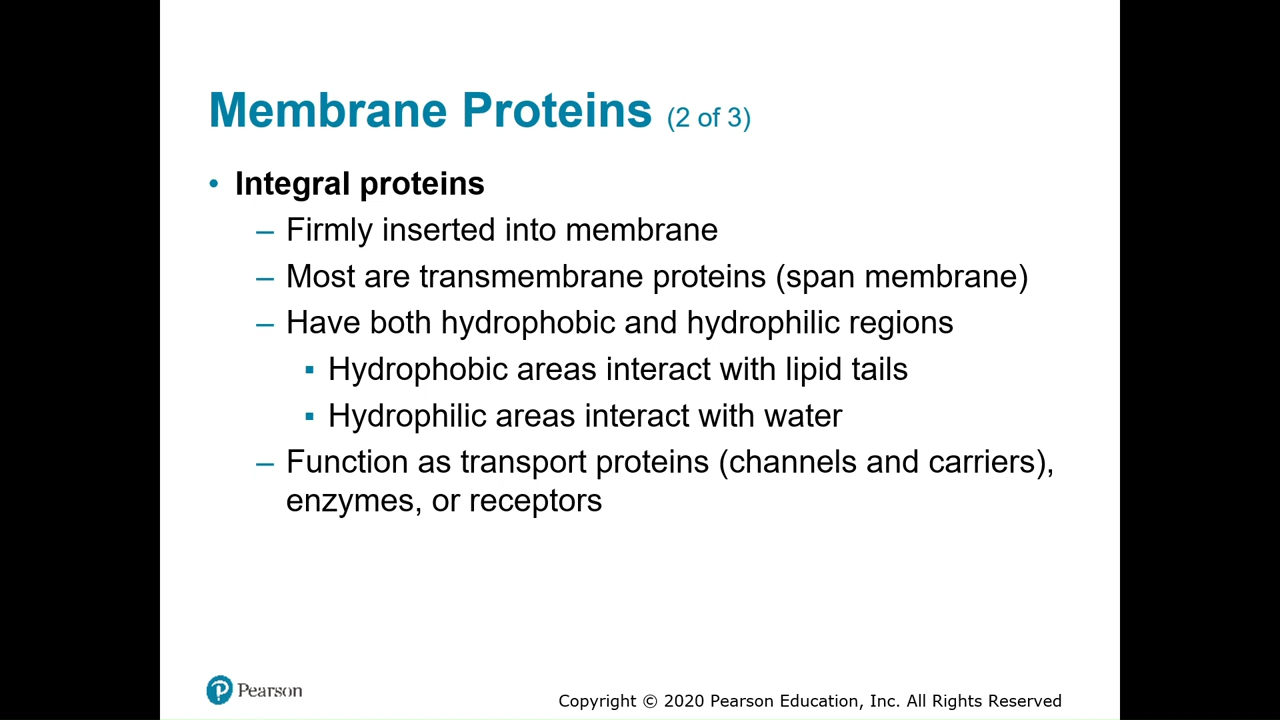 Membrane Proteins (2 of 3)
• Integral proteins
– Firmly inserted into membrane
– Most are transmembrane proteins (span membrane)
– Have both hydrophobic and hydrophilic regions
▪ Hydrophobic areas interact with lipid tails
▪ Hydrophilic areas interact with water
– Function as transport proteins (channels and carriers),
enzymes, or receptors
Pearson
Copyright © 2020 Pearson Education, Inc. All Rights Reserved